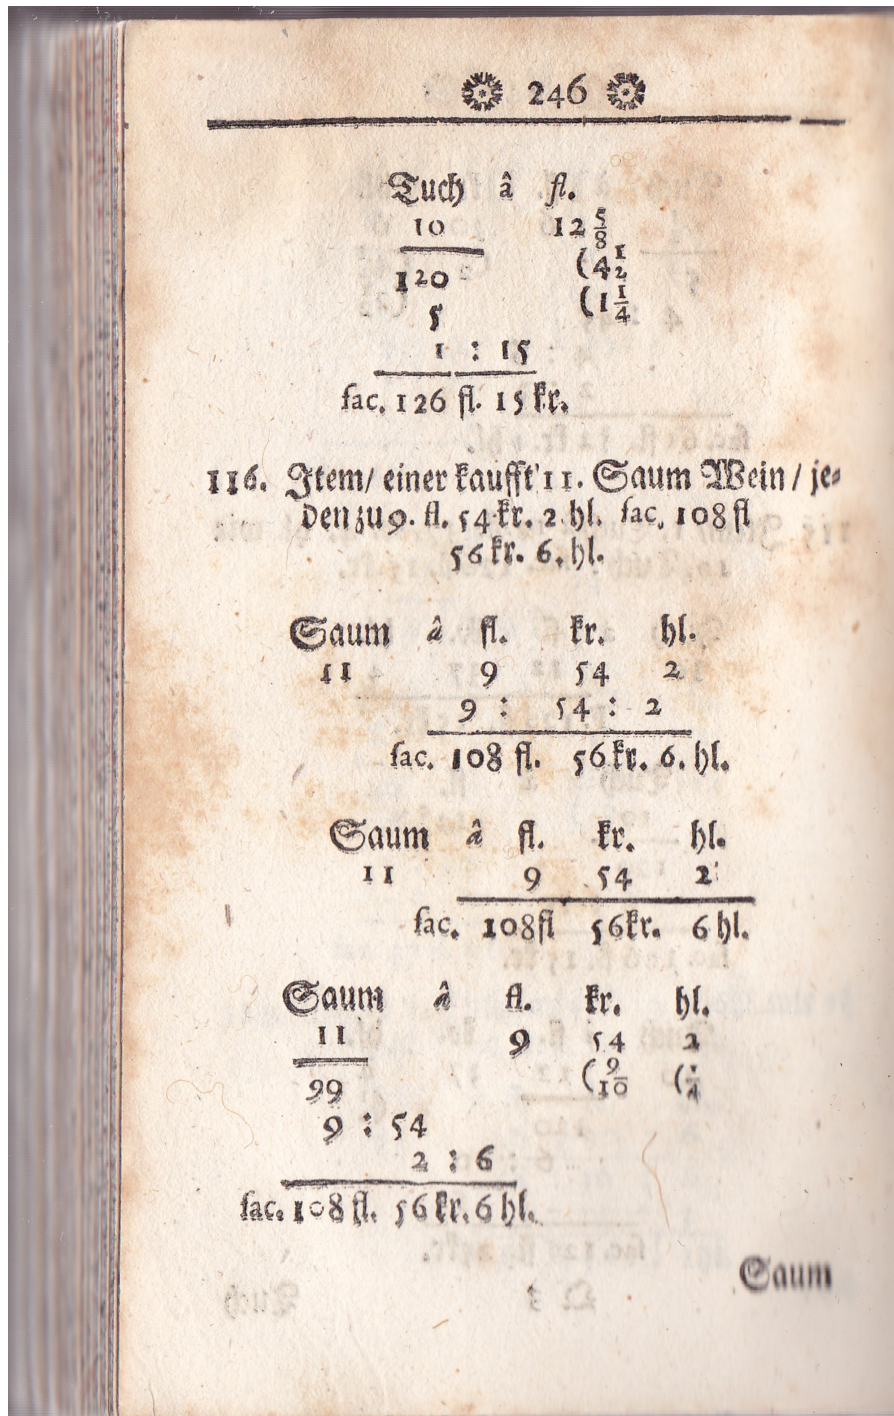 246
Tuch â fl.
10 12 5/8
120 (4 1/2
5 (1 1/4
1 : 15
fac. 126 fl. 15 kr.
116. Item/ einer kaufft 11. Saum Wein/ je⸗
den zu 9. fl. 54 kr. 2 hl. fac. 108 fl
56 kr. 6. hl.
Saum â fl. kr. hl.
11 9 54 2
9 : 54 : 2
fac. 108 fl. 56 kr. 6. hl.
Saum â fl. kr. hl.
11 9 54 2
fac. 108 fl 56 kr. 6 hl.
Saum â fl. kr. hl.
11 9 54 2
99 (9/10 (1/4
9 : 54
2 : 6
fac. 108 fl. 56 kr. 6 hl.
Saum